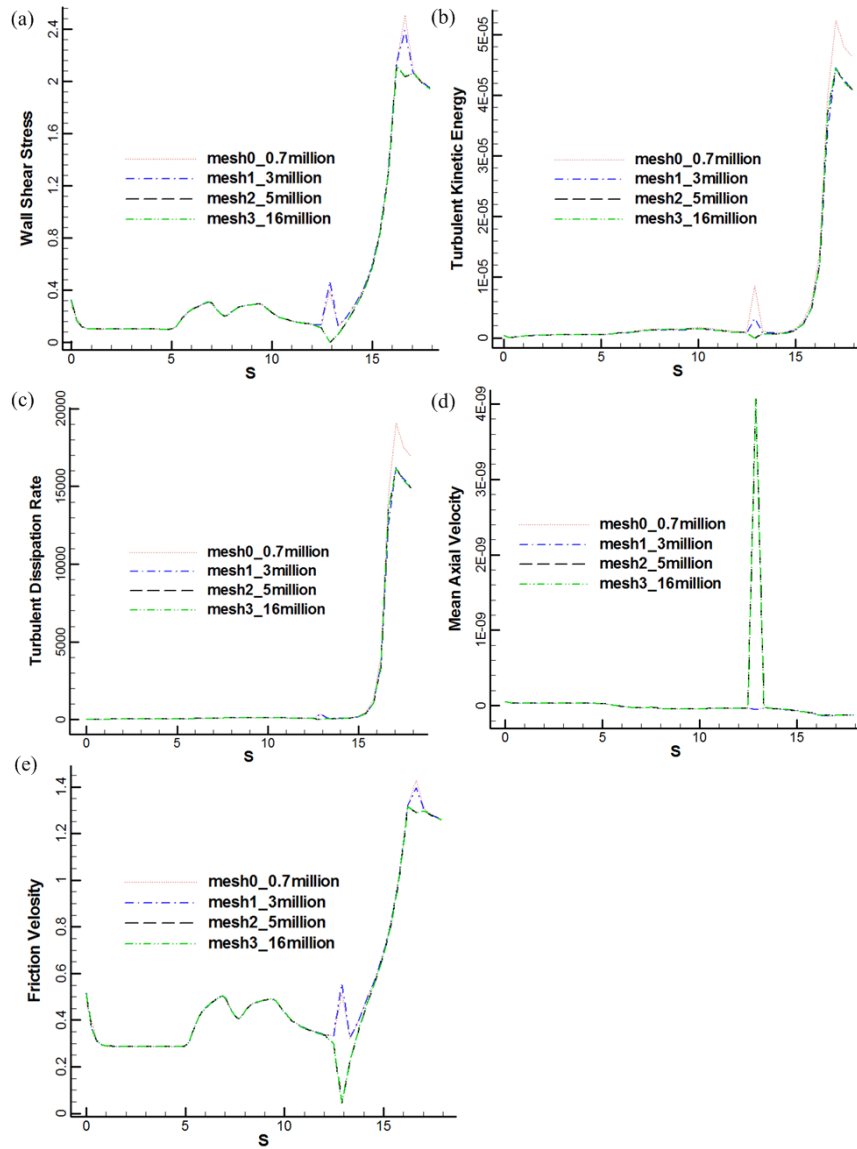 (a)
Wall Shear Stress
2.4
2
1.6
1.2
0.8
0.4
0
mesh0_0.7million
mesh1_3million
mesh2_5million
mesh3_16million
0
5
10
15
S
(b)
Turbulent Kinetic Energy
5E-05
4E-05
3E-05
2E-05
1E-05
0
mesh0_0.7million
mesh1_3million
mesh2_5million
mesh3_16million
0
5
10
15
S
(c)
Turbulent Dissipation Rate
20000
15000
10000
5000
0
mesh0_0.7million
mesh1_3million
mesh2_5million
mesh3_16million
0
5
10
15
S
(d)
Mean Axial Velocity
4E-09
3E-09
2E-09
1E-09
0
mesh0_0.7million
mesh1_3million
mesh2_5million
mesh3_16million
0
5
10
15
S
(e)
Friction Velosity
1.4
1.2
1
0.8
0.6
0.4
0.2
0
mesh0_0.7million
mesh1_3million
mesh2_5million
mesh3_16million
0
5
10
15
S